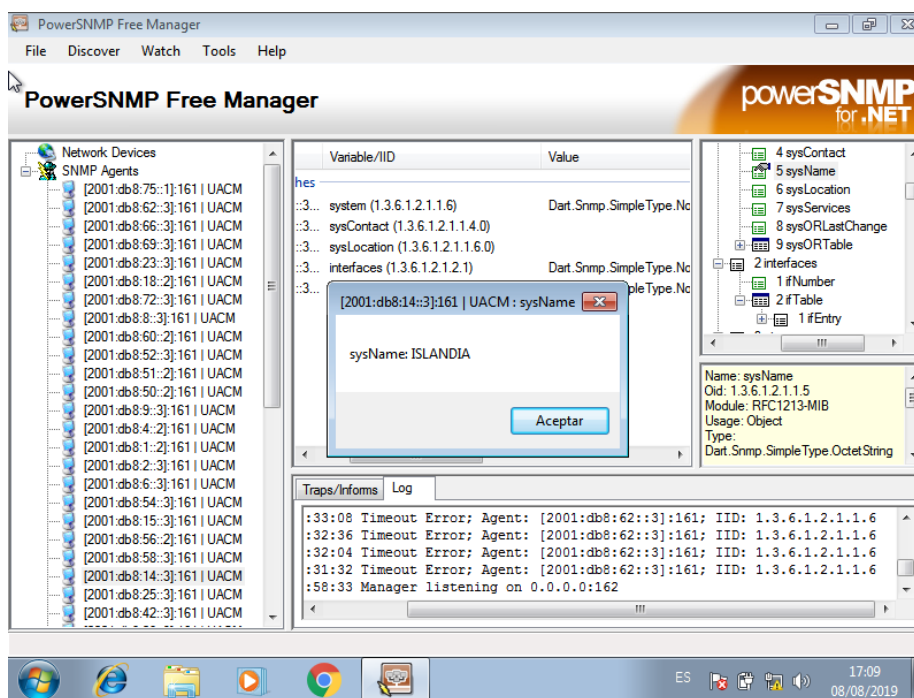 PowerSNMP Free Manager
File Discover Watch Tools Help
PowerSNMP Free Manager
powerSNMP
for .NET
Network Devices
SNMP Agents
[2001:db8:75::1]:161 | UACM
[2001:db8:62::3]:161 | UACM
[2001:db8:66::3]:161 | UACM
[2001:db8:69::3]:161 | UACM
[2001:db8:23::3]:161 | UACM
[2001:db8:18::2]:161 | UACM
[2001:db8:72::3]:161 | UACM
[2001:db8:8::3]:161 | UACM
[2001:db8:60::2]:161 | UACM
[2001:db8:52::3]:161 | UACM
[2001:db8:51::2]:161 | UACM
[2001:db8:50::2]:161 | UACM
[2001:db8:9::3]:161 | UACM
[2001:db8:4::2]:161 | UACM
[2001:db8:1::2]:161 | UACM
[2001:db8:2::3]:161 | UACM
[2001:db8:6::3]:161 | UACM
[2001:db8:54::3]:161 | UACM
[2001:db8:15::3]:161 | UACM
[2001:db8:56::2]:161 | UACM
[2001:db8:58::3]:161 | UACM
[2001:db8:14::3]:161 | UACM
[2001:db8:25::3]:161 | UACM
[2001:db8:42::3]:161 | UACM
Variable/IID Value
hes
::3... system (1.3.6.1.2.1.1.6) Dart.Snmp.SimpleType.Nc
::3... sysContact (1.3.6.1.2.1.1.4.0)
::3... sysLocation (1.3.6.1.2.1.1.6.0)
::3... interfaces (1.3.6.1.2.1.2.1) Dart.Snmp.SimpleType.Nc
::3... pleType.Nc
[2001:db8:14::3]:161 | UACM : sysName
sysName: ISLANDIA
Aceptar
4 sysContact
5 sysName
6 sysLocation
7 sysServices
8 sysORLastChange
9 sysORTable
2 interfaces
1 ifNumber
2 ifTable
1 ifEntry
Name: sysName
Oid: 1.3.6.1.2.1.1.5
Module: RFC1213-MIB
Usage: Object
Type:
Dart.Snmp.SimpleType.OctetString
Traps/Informs Log
:33:08 Timeout Error; Agent: [2001:db8:62::3]:161; IID: 1.3.6.1.2.1.1.6
:32:36 Timeout Error; Agent: [2001:db8:62::3]:161; IID: 1.3.6.1.2.1.1.6
:32:04 Timeout Error; Agent: [2001:db8:62::3]:161; IID: 1.3.6.1.2.1.1.6
:31:32 Timeout Error; Agent: [2001:db8:62::3]:161; IID: 1.3.6.1.2.1.1.6
:58:33 Manager listening on 0.0.0.0:162
ES
17:09
08/08/2019